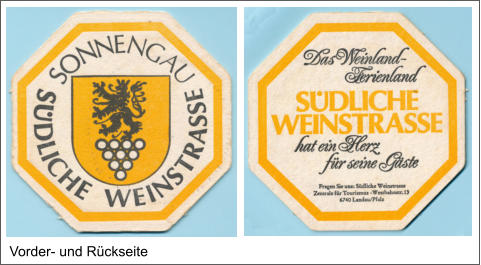 SONNENGAU
SÜDLICHE WEINSTRASSE
Das Weinland-
Ferienland
SÜDLICHE
WEINSTRASSE
hat ein Herz
für seine Gäste
Fragen Sie uns: Südliche Weinstrasse
Zentrale für Tourismus - Westbahnstr. 13
6740 Landau/Pfalz
Vorder- und Rückseite